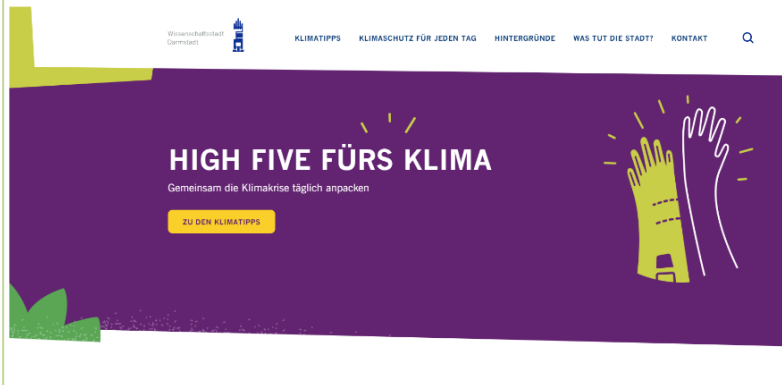 Wissenschaftsstadt
Darmstadt
KLIMATIPPS KLIMASCHUTZ FÜR JEDEN TAG HINTERGRÜNDE WAS TUT DIE STADT? KONTAKT
HIGH FIVE FÜRS KLIMA
Gemeinsam die Klimakrise täglich anpacken
ZU DEN KLIMATIPPS